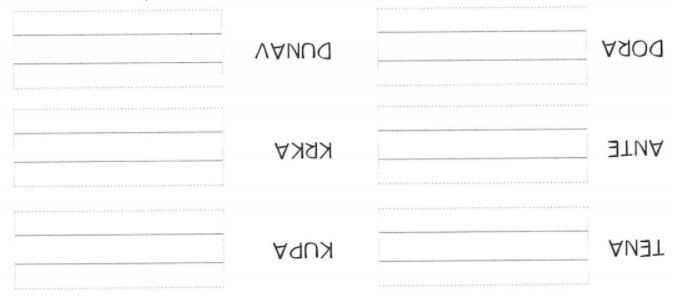 TENA
KUPA
ANTE
KRKA
DORA
DUNAV